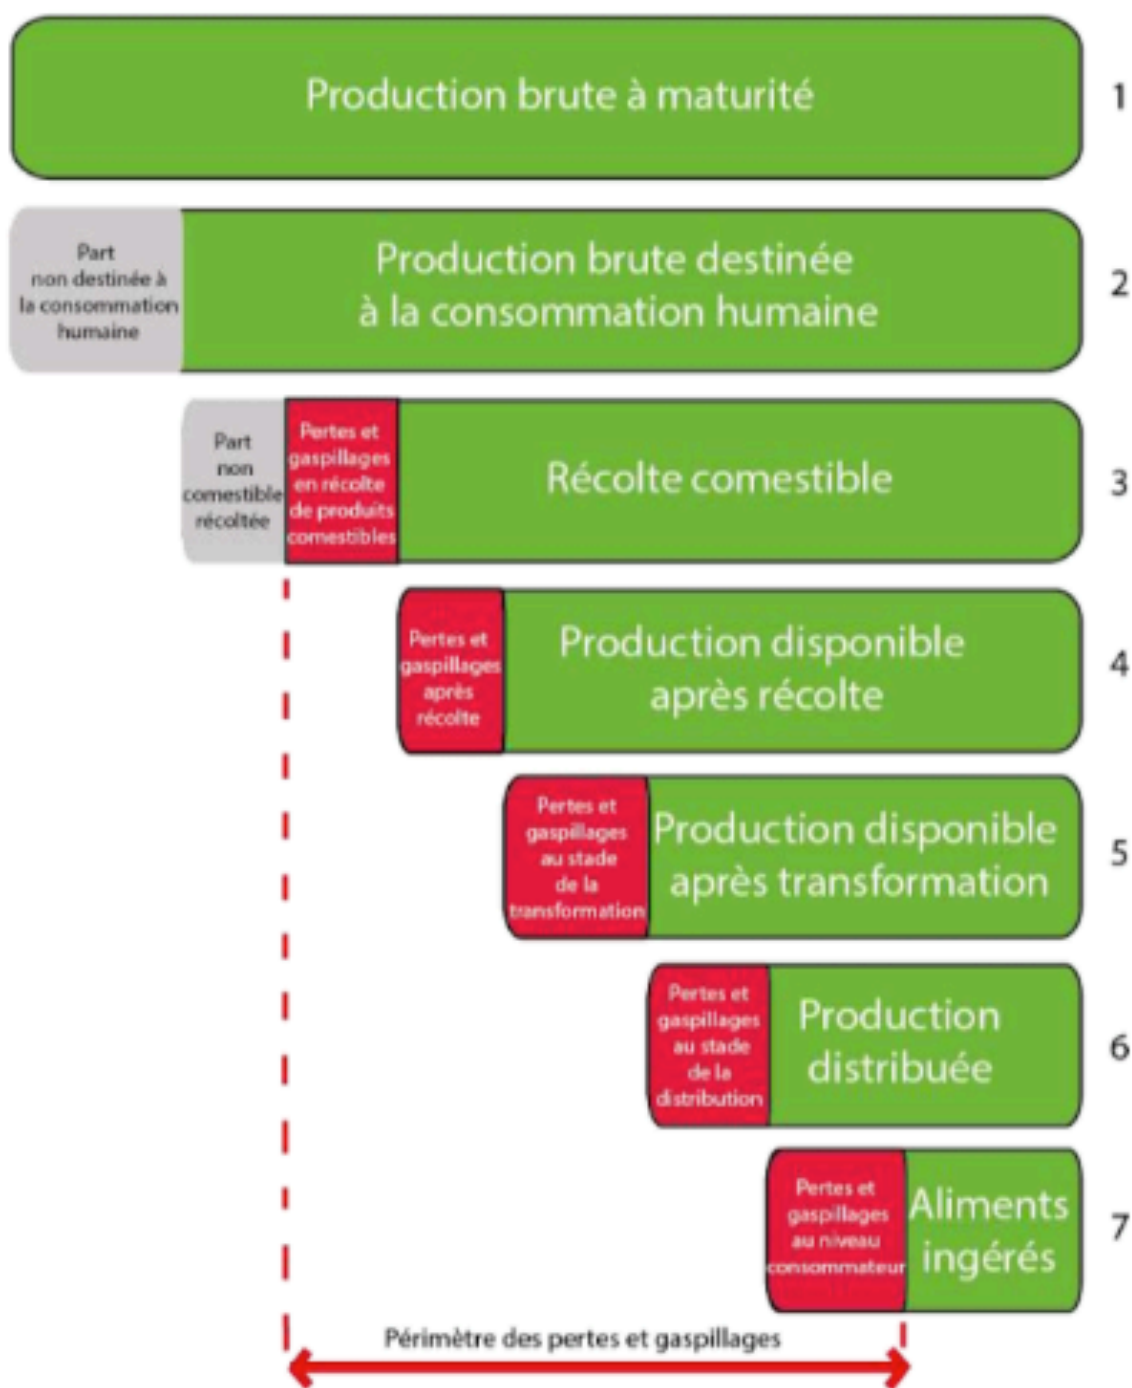 Production brute à maturité
1
Part
non destinée à
la consommation
humaine
Production brute destinée
à la consommation humaine
2
Part
non
comestible
récoltée
Pertes et
gaspillages
en récolte
de produits
comestibles
Récolte comestible
3
Pertes et
gaspillages
après
récolte
Production disponible
après récolte
4
Pertes et
gaspillages
au stade
de la
transformation
Production disponible
après transformation
5
Pertes et
gaspillages
au stade
de la
distribution
Production
distribuée
6
Pertes et
gaspillages
au niveau
consommateur
Aliments
ingérés
7
Périmètre des pertes et gaspillages